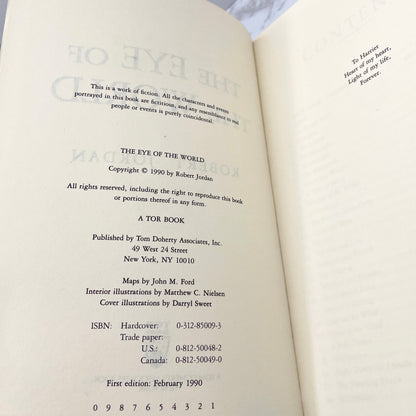 This is a work of fiction. All the characters and events
portrayed in this book are fictitious, and any resemblance to real
people or events is purely coincidental.
THE EYE OF THE WORLD
Copyright © 1990 by Robert Jordan
All rights reserved, including the right to reproduce this book
or portions thereof in any form.
A TOR BOOK
Published by Tom Doherty Associates, Inc.
49 West 24 Street
New York, NY 10010
Maps by John M. Ford
Interior illustrations by Matthew C. Nielsen
Cover illustrations by Darryl Sweet
ISBN: Hardcover: 0-312-85009-3
Trade paper:
U.S.: 0-812-50048-2
Canada: 0-812-50049-0
First edition: February 1990
0 9 8 7 6 5 4 3 2 1
To Harriet
Heart of my heart,
Light of my life,
Forever.